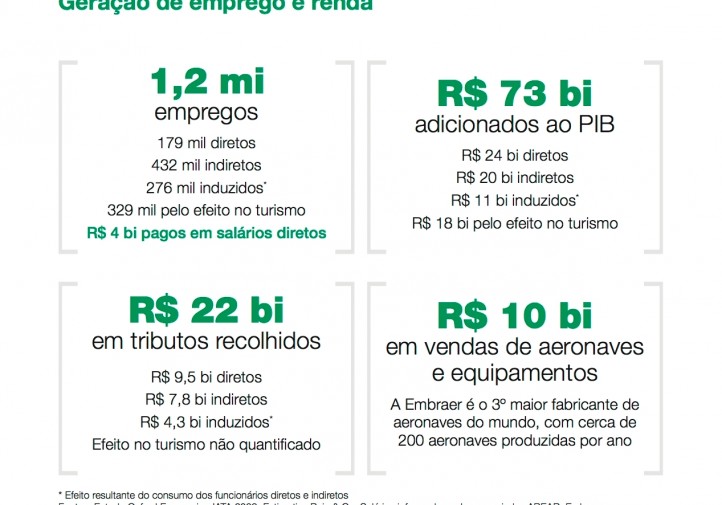 Geração de emprego e renda
1,2 mi
empregos
179 mil diretos
432 mil indiretos
276 mil induzidos*
329 mil pelo efeito no turismo
R$ 4 bi pagos em salários diretos
R$ 73 bi
adicionados ao PIB
R$ 24 bi diretos
R$ 20 bi indiretos
R$ 11 bi induzidos*
R$ 18 bi pelo efeito no turismo
R$ 22 bi
em tributos recolhidos
R$ 9,5 bi diretos
R$ 7,8 bi indiretos
R$ 4,3 bi induzidos*
Efeito no turismo não quantificado
R$ 10 bi
em vendas de aeronaves
e equipamentos
A Embraer é o 3º maior fabricante de
aeronaves do mundo, com cerca de
200 aeronaves produzidas por ano
* Efeito resultante do consumo dos funcionários diretos e indiretos